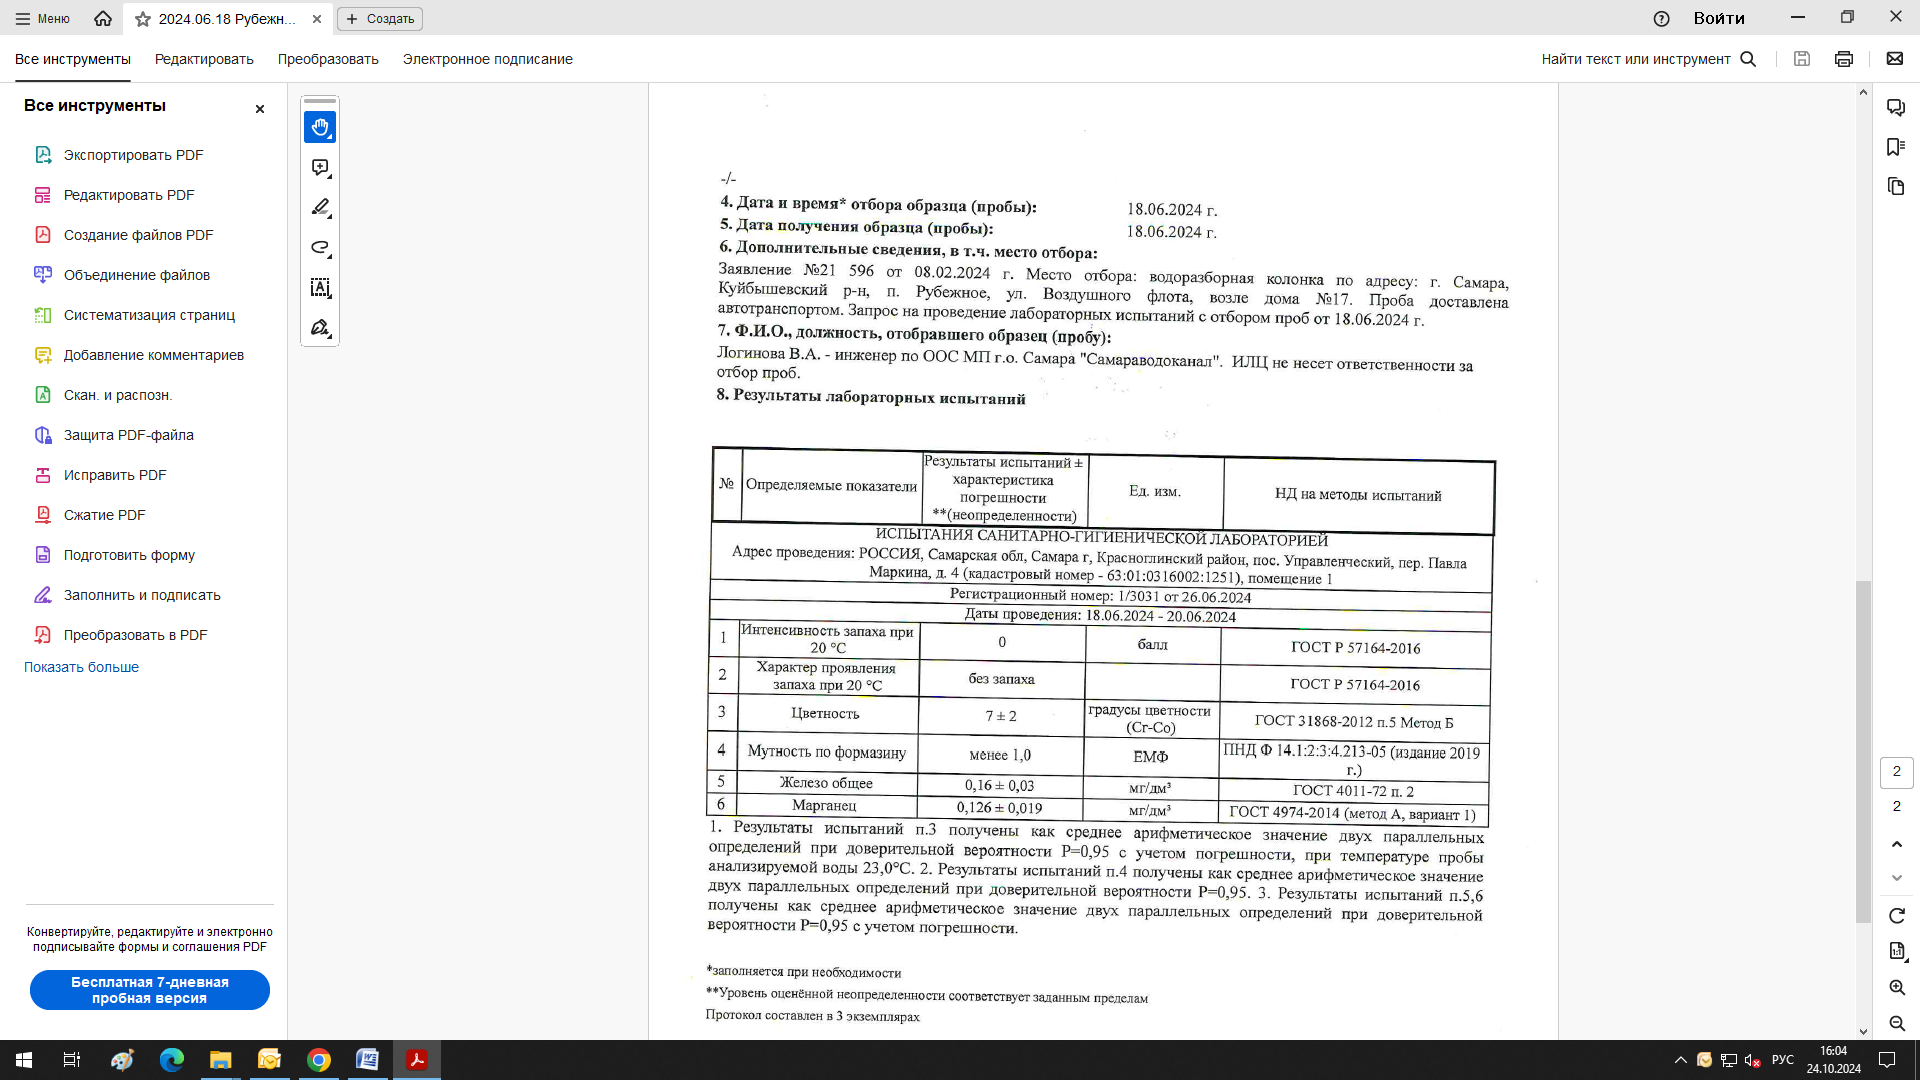 Меню
2024.06.18 Рубежн...
Создать
Войти
Все инструменты
Редактировать
Преобразовать
Электронное подписание
Найти текст или инструмент
Все инструменты
Экспортировать PDF
Редактировать PDF
Создание файлов PDF
Объединение файлов
Систематизация страниц
Добавление комментариев
Скан. и распозн.
Защита PDF-файла
Исправить PDF
Сжатие PDF
Подготовить форму
Заполнить и подписать
Преобразовать в PDF
Показать больше
Конвертируйте, редактируйте и электронно
подписывайте формы и соглашения PDF
Бесплатная 7-дневная
пробная версия
-/-
4. Дата и время* отбора образца (пробы): 18.06.2024 г.
5. Дата получения образца (пробы): 18.06.2024 г.
6. Дополнительные сведения, в т.ч. место отбора:
Заявление №21 596 от 08.02.2024 г. Место отбора: водоразборная колонка по адресу: г. Самара,
Куйбышевский р-н, п. Рубежное, ул. Воздушного флота, возле дома №17. Проба доставлена
автотранспортом. Запрос на проведение лабораторных испытаний с отбором проб от 18.06.2024 г.
7. Ф.И.О., должность, отобравшего образец (пробу):
Логинова В.А. - инженер по ООС МП г.о. Самара "Самараводоканал". ИЛЦ не несет ответственности за
отбор проб.
8. Результаты лабораторных испытаний
№ Определяемые показатели Результаты испытаний ± характеристика погрешности **(неопределенности) Ед. изм. НД на методы испытаний
ИСПЫТАНИЯ САНИТАРНО-ГИГИЕНИЧЕСКОЙ ЛАБОРАТОРИЕЙ
Адрес проведения: РОССИЯ, Самарская обл, Самара г, Красноглинский район, пос. Управленческий, пер. Павла
Маркина, д. 4 (кадастровый номер - 63:01:0316002:1251), помещение 1
Регистрационный номер: 1/3031 от 26.06.2024
Даты проведения: 18.06.2024 - 20.06.2024
1 Интенсивность запаха при 20 °С 0 балл ГОСТ Р 57164-2016
2 Характер проявления запаха при 20 °С без запаха ГОСТ Р 57164-2016
3 Цветность 7 ± 2 градусы цветности (Cr-Co) ГОСТ 31868-2012 п.5 Метод Б
4 Мутность по формазину менее 1,0 ЕМФ ПНД Ф 14.1:2:3:4.213-05 (издание 2019 г.)
5 Железо общее 0,16 ± 0,03 мг/дм³ ГОСТ 4011-72 п. 2
6 Марганец 0,126 ± 0,019 мг/дм³ ГОСТ 4974-2014 (метод А, вариант 1)
1. Результаты испытаний п.3 получены как среднее арифметическое значение двух параллельных
определений при доверительной вероятности Р=0,95 с учетом погрешности, при температуре пробы
анализируемой воды 23,0°С. 2. Результаты испытаний п.4 получены как среднее арифметическое значение
двух параллельных определений при доверительной вероятности Р=0,95. 3. Результаты испытаний п.5,6
получены как среднее арифметическое значение двух параллельных определений при доверительной
вероятности Р=0,95 с учетом погрешности.
*заполняется при необходимости
**Уровень оценённой неопределенности соответствует заданным пределам
Протокол составлен в 3 экземплярах
2
2
1:1
РУС
16:04
24.10.2024